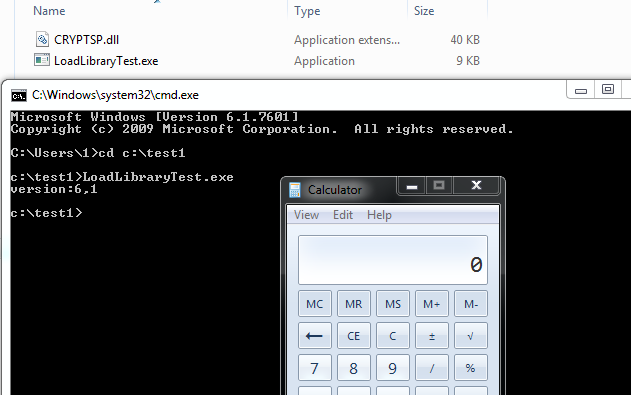 Name Type Size
CRYPTSP.dll Application extens... 40 KB
LoadLibraryTest.exe Application 9 KB
C:\Windows\system32\cmd.exe
Microsoft Windows [Version 6.1.7601]
Copyright (c) 2009 Microsoft Corporation.  All rights reserved.
C:\Users\1>cd c:\test1
c:\test1>LoadLibraryTest.exe
version:6,1
c:\test1>
Calculator
View Edit Help
0
MC MR MS M+ M-
← CE C ± √
7 8 9 / %